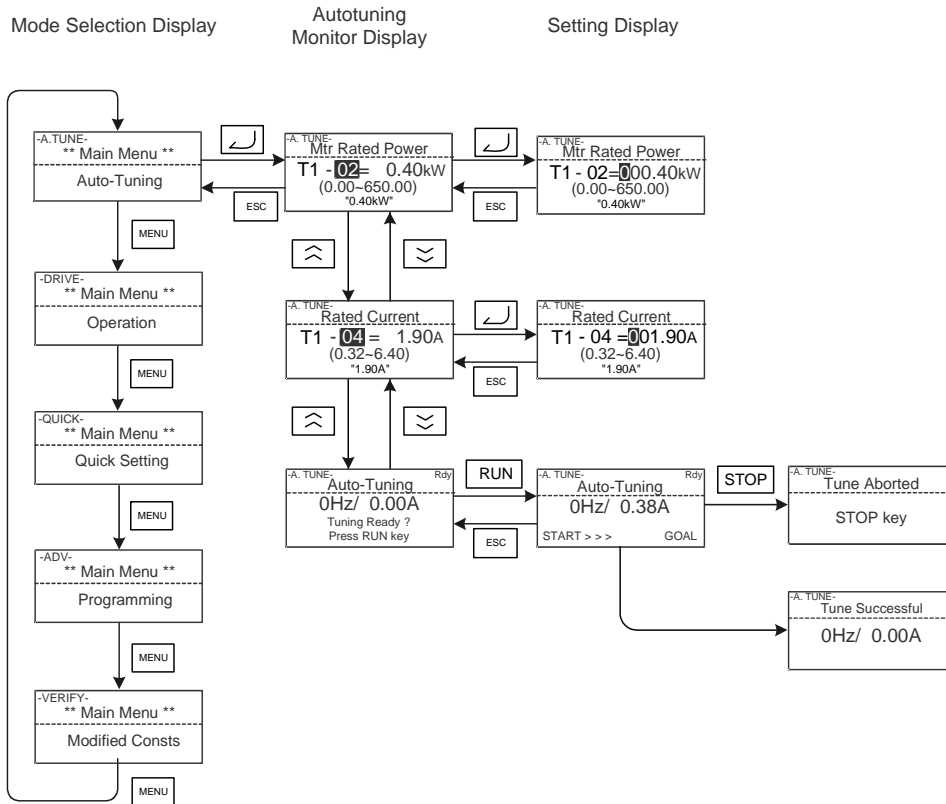 Mode Selection Display
Autotuning
Monitor Display
Setting Display
-A.TUNE-
** Main Menu **
Auto-Tuning
ESC
-A. TUNE-
Mtr Rated Power
T1 - 02= 0.40kW
(0.00~650.00)
"0.40kW"
ESC
-A. TUNE-
Mtr Rated Power
T1 - 02=000.40kW
(0.00~650.00)
"0.40kW"
MENU
-DRIVE-
** Main Menu **
Operation
-A. TUNE-
Rated Current
T1 - 04 = 1.90A
(0.32~6.40)
"1.90A"
ESC
-A. TUNE-
Rated Current
T1 - 04 =001.90A
(0.32~6.40)
"1.90A"
MENU
-QUICK-
** Main Menu **
Quick Setting
-A. TUNE- Rdy
Auto-Tuning
0Hz/ 0.00A
Tuning Ready ?
Press RUN key
RUN
ESC
-A. TUNE- Rdy
Auto-Tuning
0Hz/ 0.38A
START > > > GOAL
STOP
-A. TUNE-
Tune Aborted
STOP key
MENU
-ADV-
** Main Menu **
Programming
-A. TUNE-
Tune Successful
0Hz/ 0.00A
MENU
-VERIFY-
** Main Menu **
Modified Consts
MENU